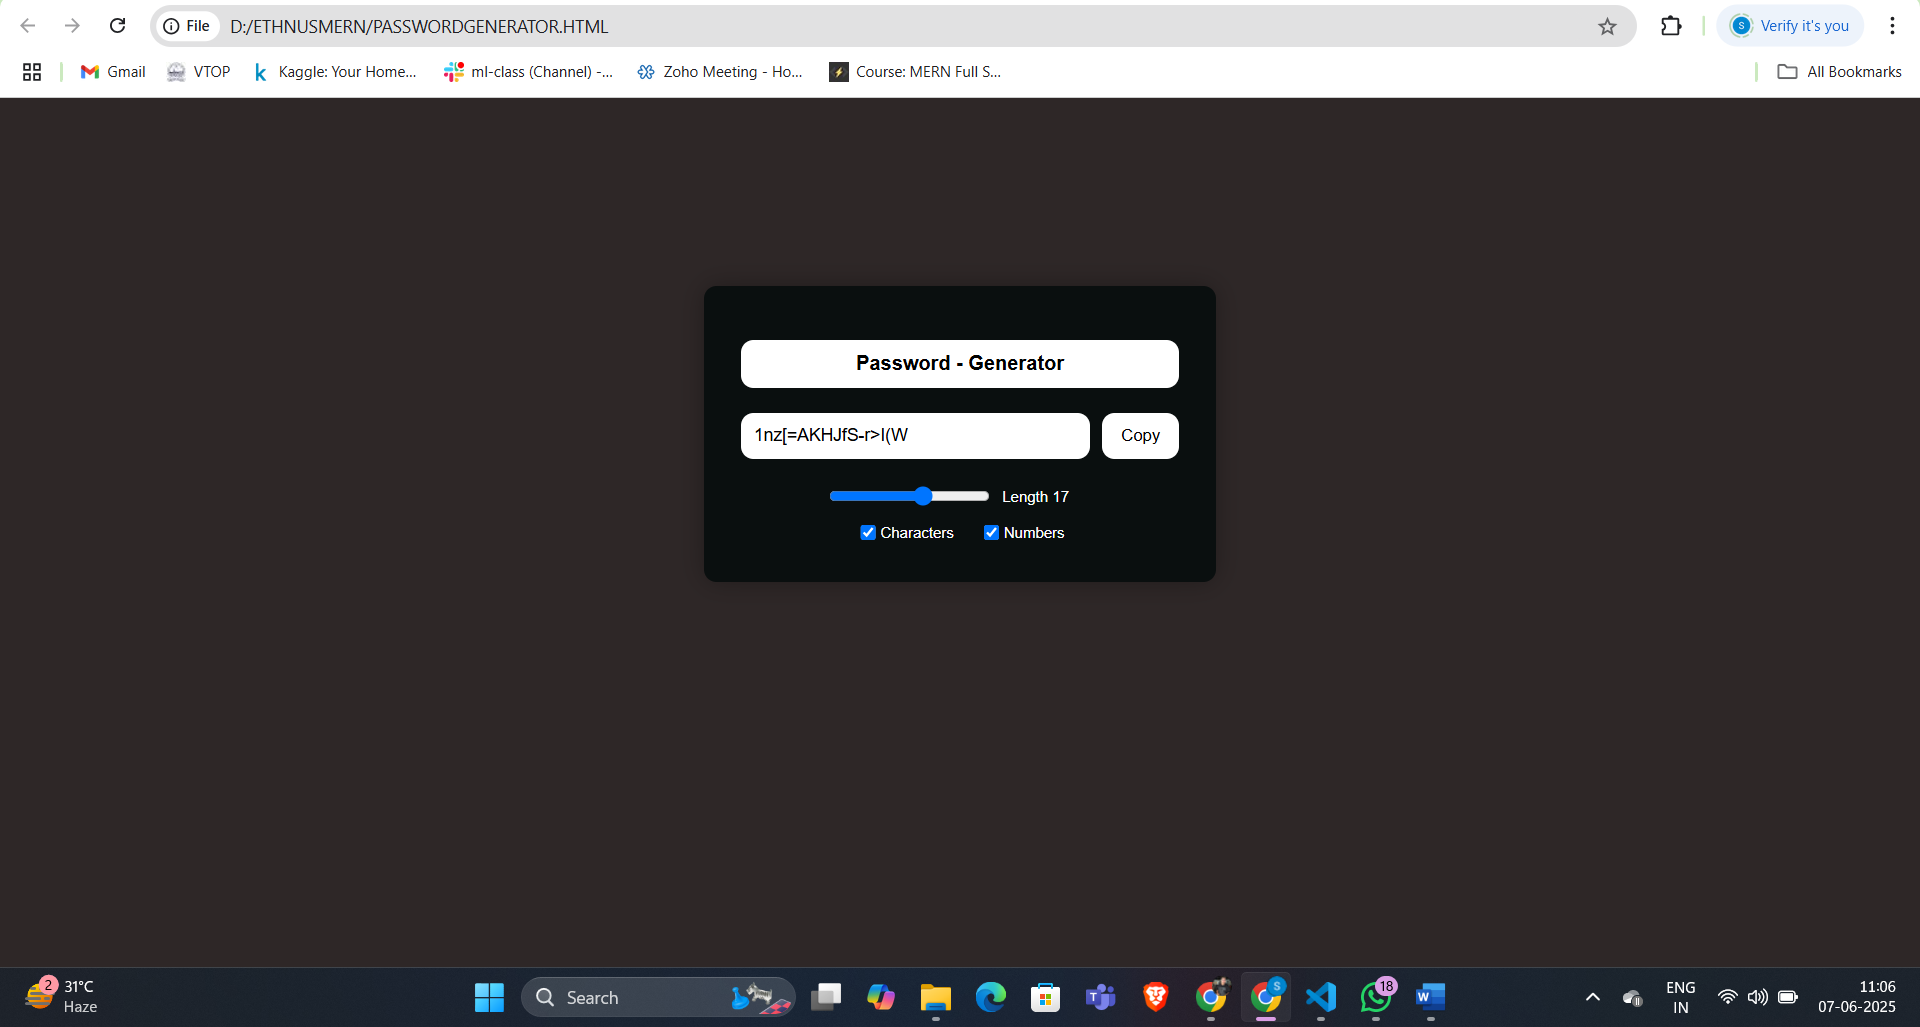 File D:/ETHNUSMERN/PASSWORDGENERATOR.HTML Verify it's you
Gmail VTOP Kaggle: Your Home... ml-class (Channel) -... Zoho Meeting - Ho... Course: MERN Full S... All Bookmarks
Password - Generator
1nz[=AKHJfS-r>I(W Copy
Length 17
Characters Numbers
2 31°C
Haze
Search
18
ENG
IN
11:06
07-06-2025